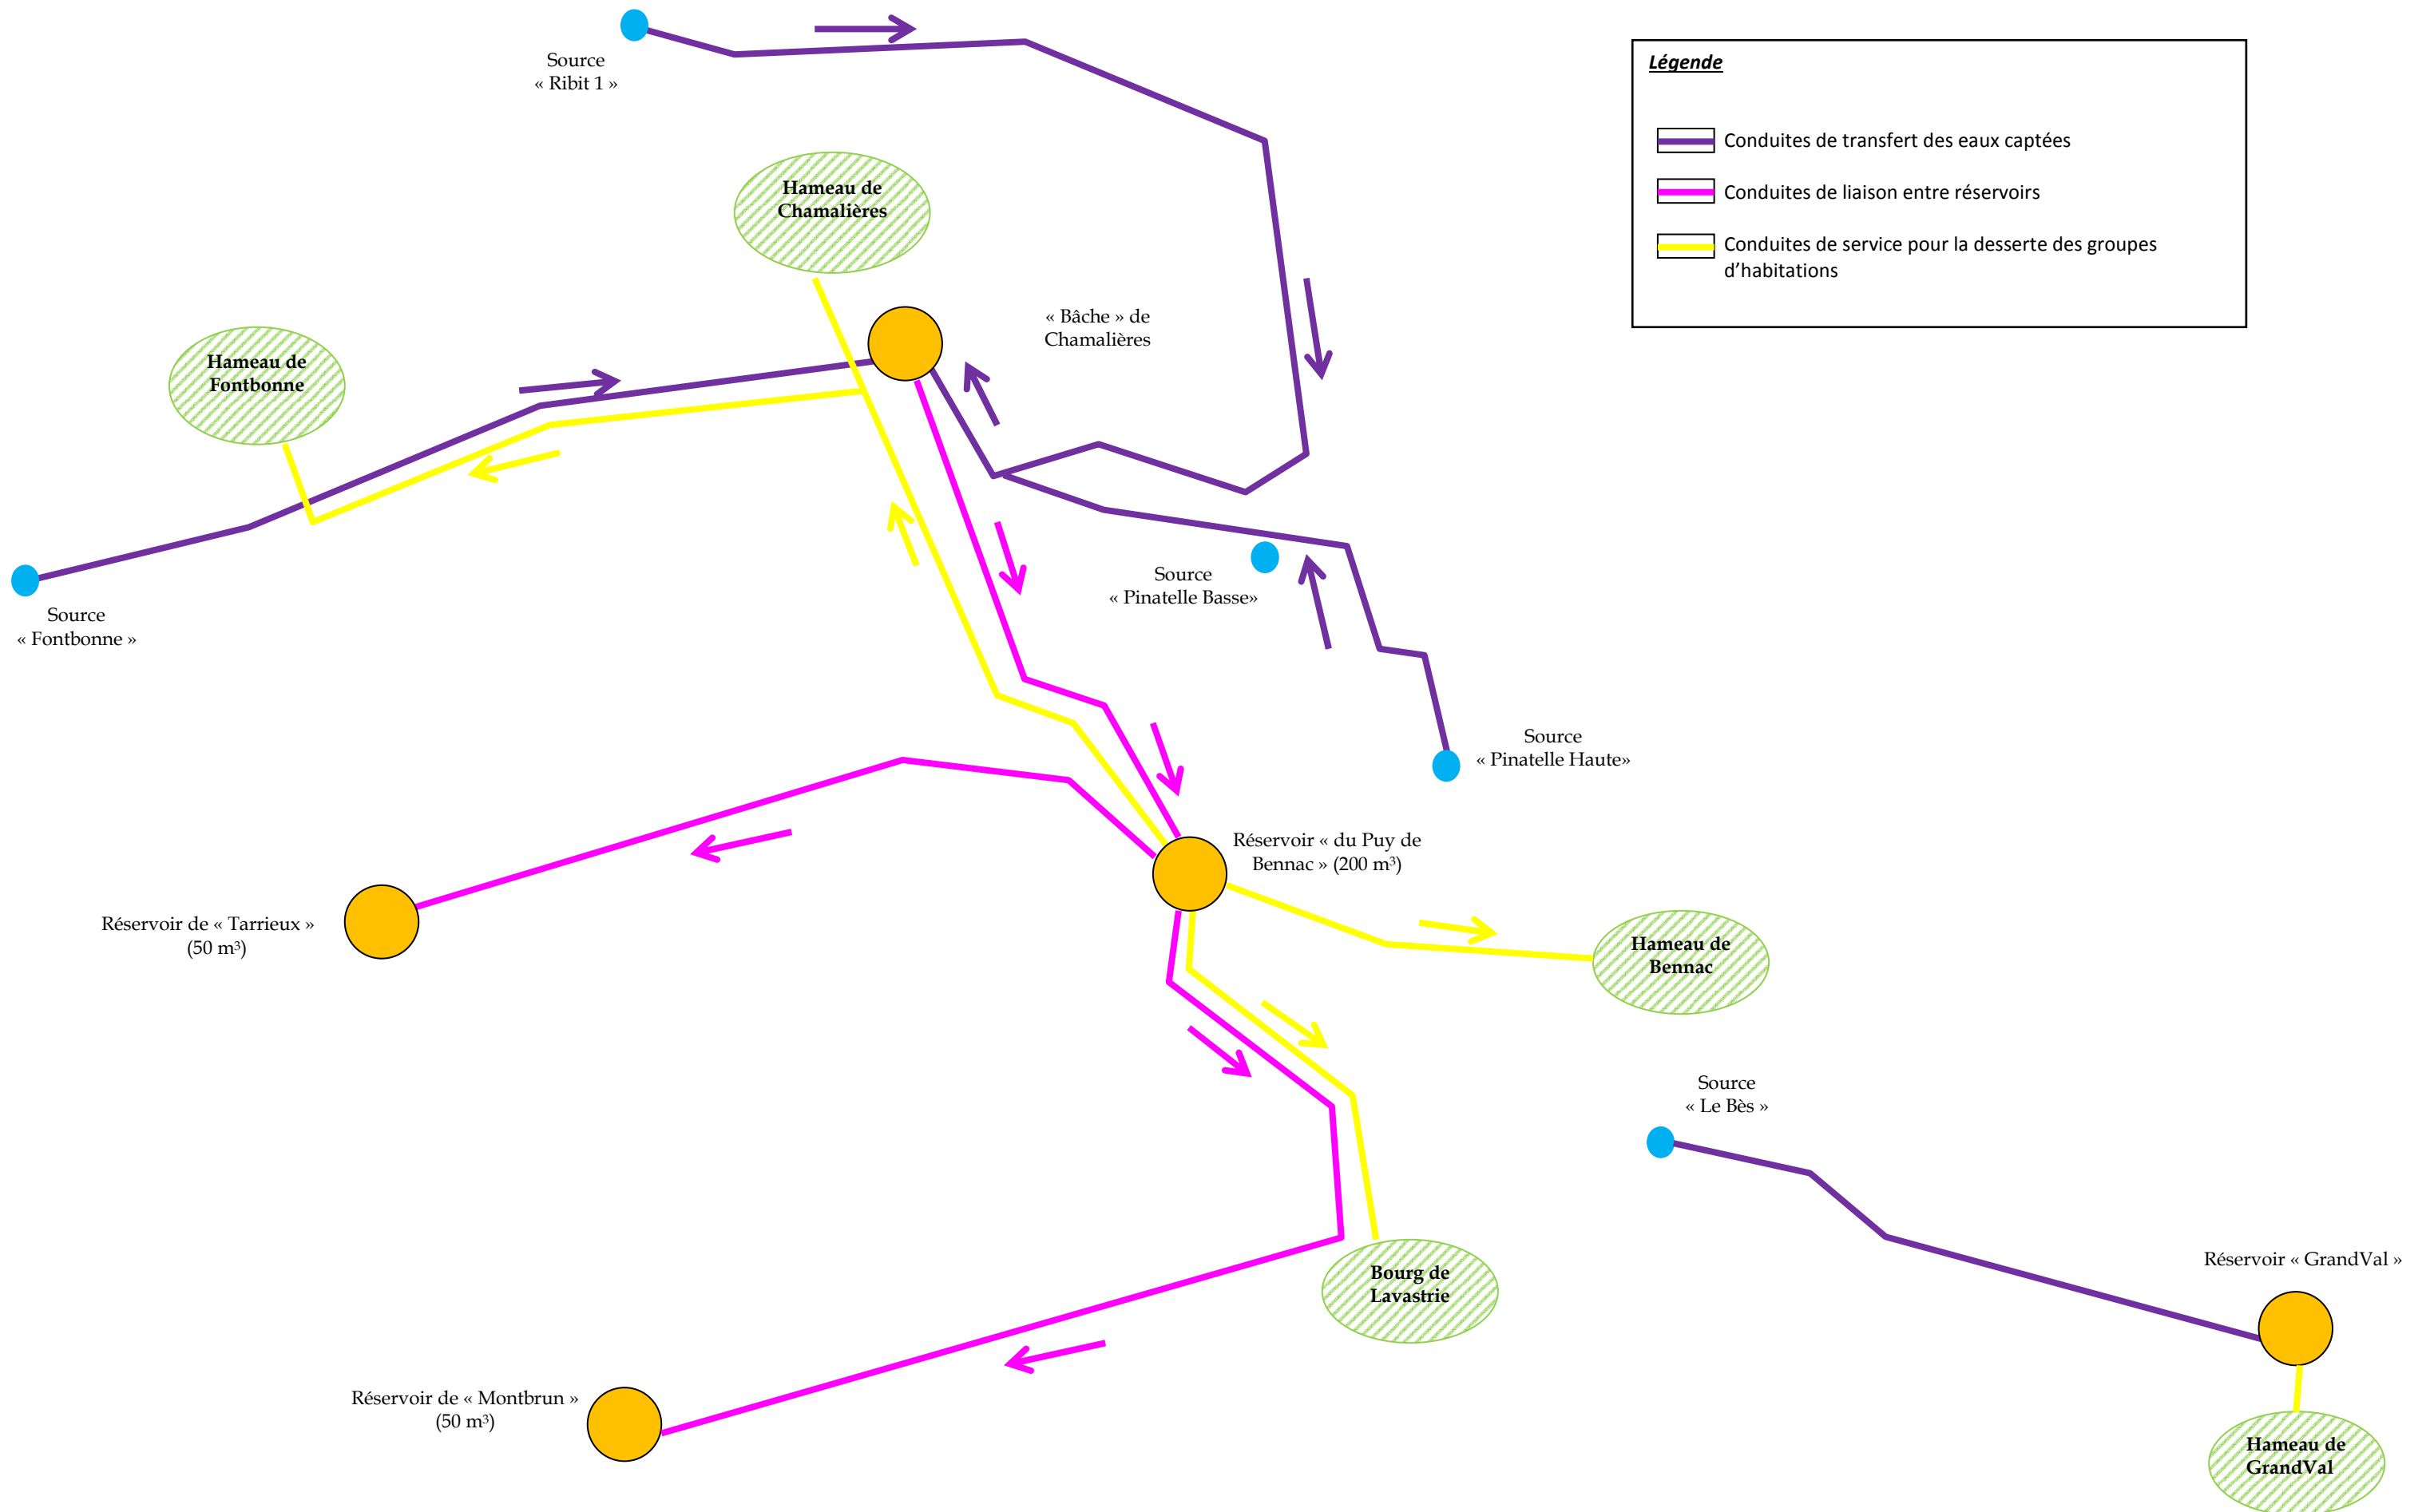 Source
« Ribit 1 »
Légende
Conduites de transfert des eaux captées
Conduites de liaison entre réservoirs
Conduites de service pour la desserte des groupes
d’habitations
Hameau de
Chamalières
« Bâche » de
Chamalières
Hameau de
Fontbonne
Source
« Pinatelle Basse»
Source
« Fontbonne »
Source
« Pinatelle Haute»
Réservoir « du Puy de
Bennac » (200 m³)
Réservoir de « Tarrieux »
(50 m³)
Hameau de
Bennac
Source
« Le Bès »
Bourg de
Lavastrie
Réservoir « GrandVal »
Réservoir de « Montbrun »
(50 m³)
Hameau de
GrandVal